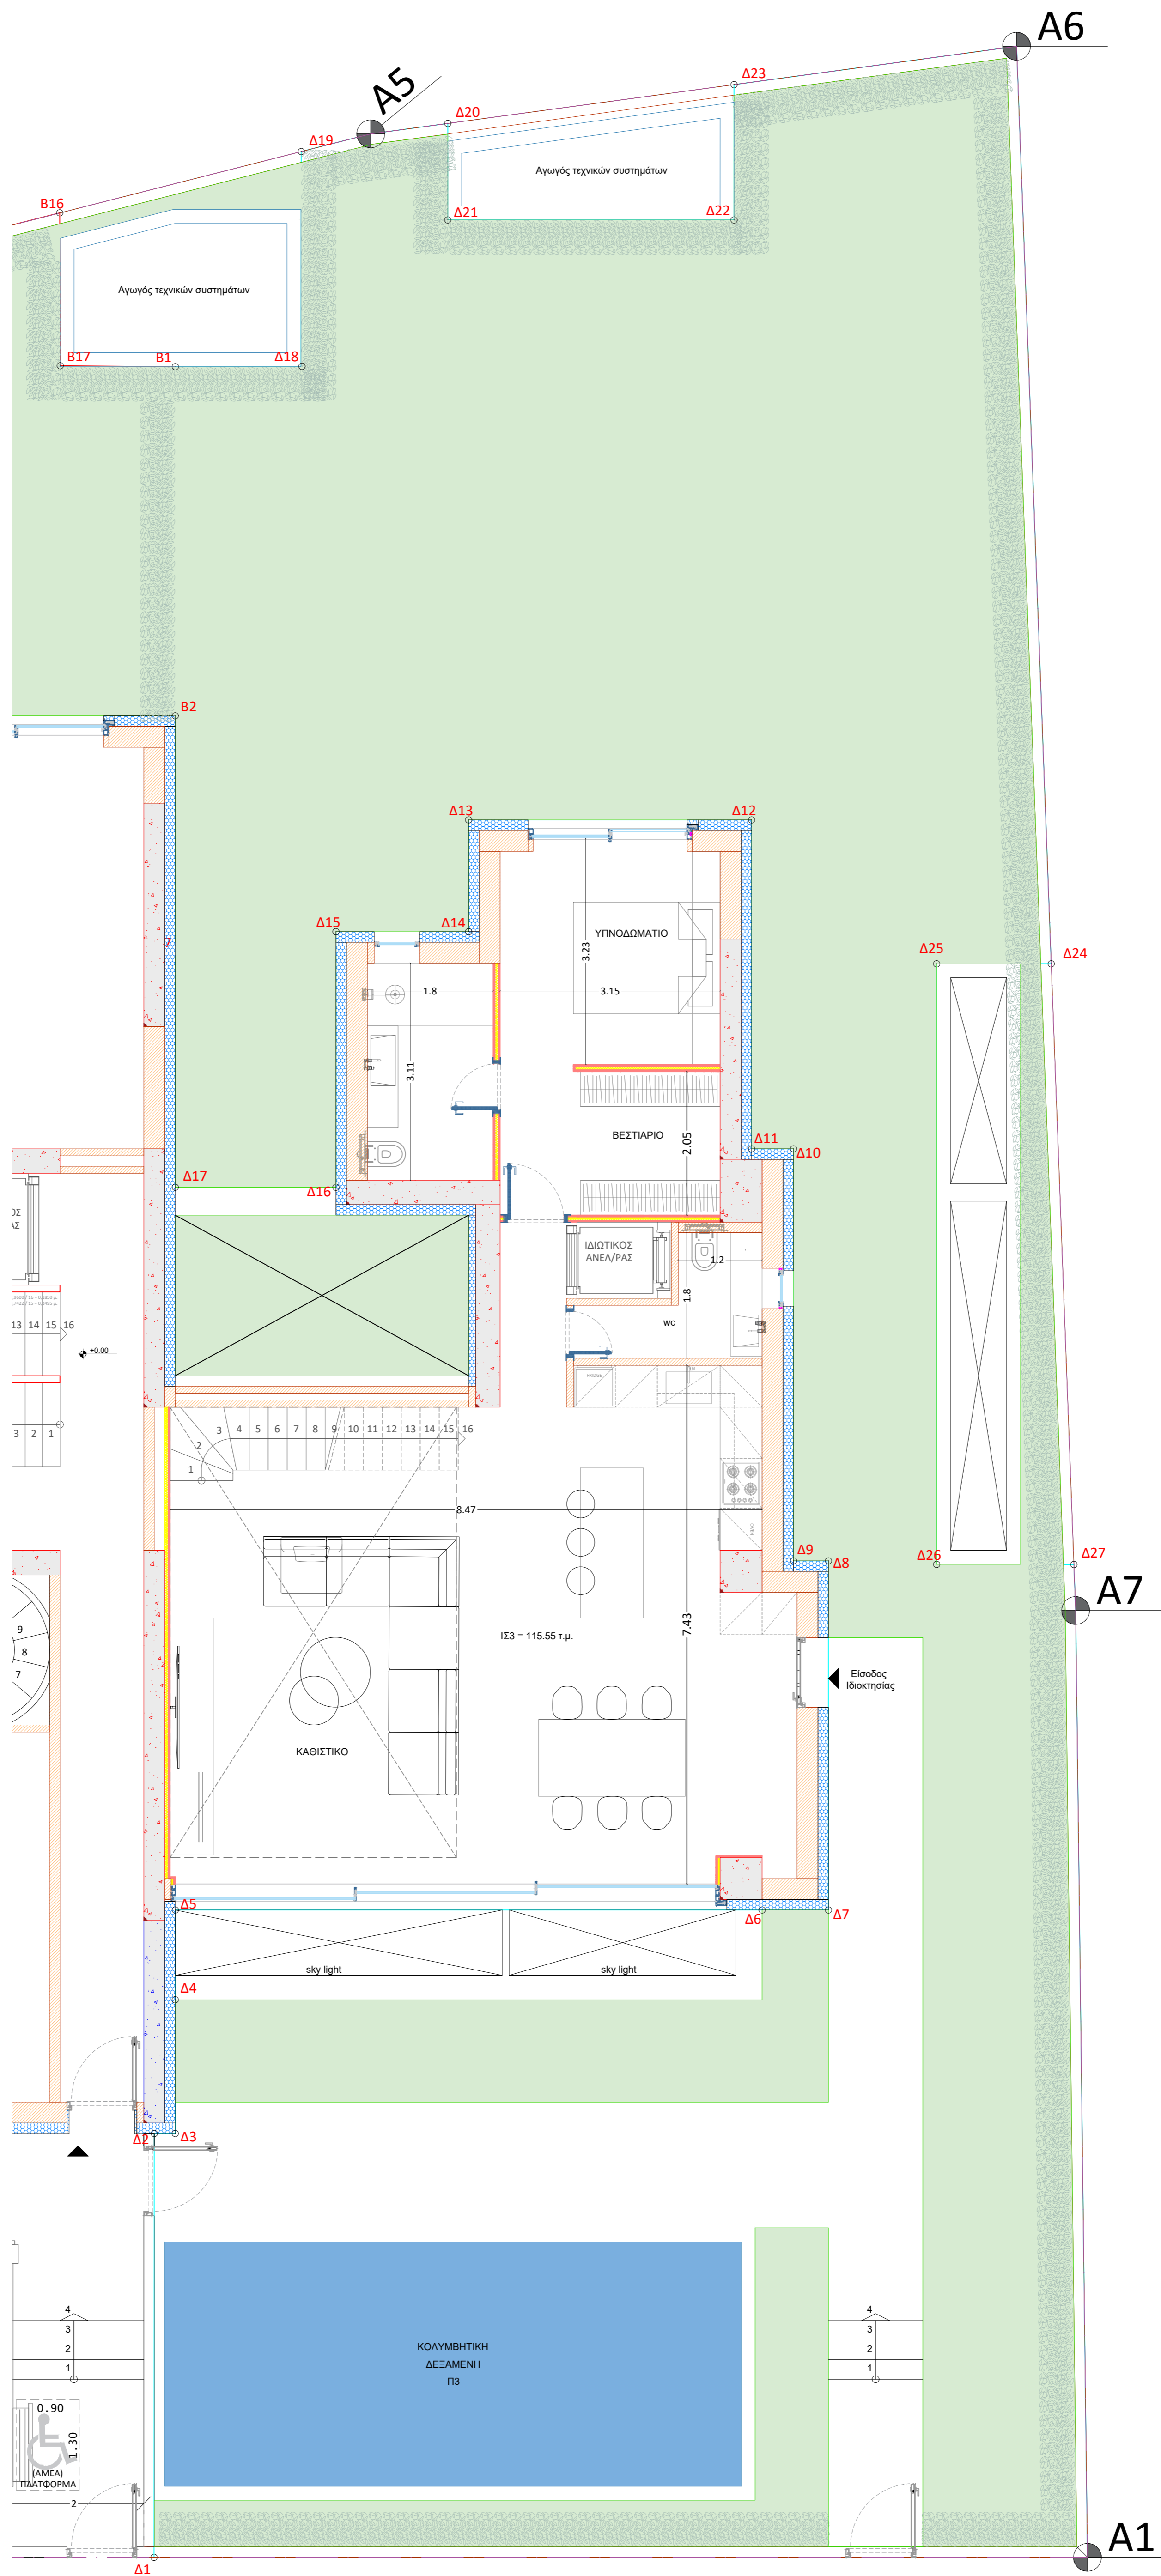 A6
A5
Δ23
Δ20
Δ19
Αγωγός τεχνικών συστημάτων
B16
Δ21
Δ22
Αγωγός τεχνικών συστημάτων
B17
B1
Δ18
B2
Δ13
Δ12
Δ15
Δ14
ΥΠΝΟΔΩΜΑΤΙΟ
7
3.23
Δ25
Δ24
1.8
3.15
3.11
ΒΕΣΤΙΑΡΙΟ
2.05
Δ11
Δ10
Δ17
Δ16
ΙΔΙΩΤΙΚΟΣ
ΑΝΕΛ/ΡΑΣ
1.2
1.8
wc
13 14 15 16
+0.00
FRIDGE
3 2 1
1 2 3 4 5 6 7 8 9 10 11 12 13 14 15 16
8.47
Δ9
Δ8
Δ26
Δ27
A7
9
8
7
7.43
ΙΣ3 = 115.55 τ.μ.
Είσοδος
Ιδιοκτησίας
ΚΑΘΙΣΤΙΚΟ
Δ5
Δ6
Δ7
sky light
sky light
Δ4
Δ2
Δ3
4
3
2
1
4
3
2
1
ΚΟΛΥΜΒΗΤΙΚΗ
ΔΕΞΑΜΕΝΗ
Π3
0.90
1.30
(ΑΜΕΑ)
ΠΛΑΤΦΟΡΜΑ
2
A1
Δ1